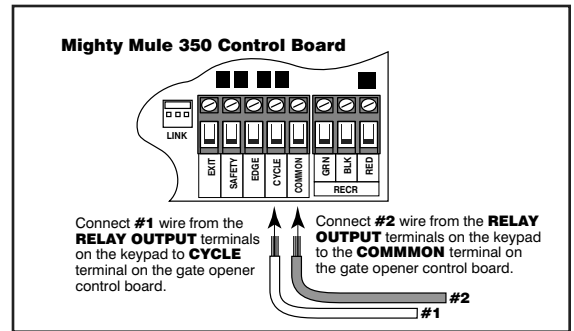 Mighty Mule 350 Control Board
LINK
EXIT
SAFETY
EDGE
CYCLE
COMMON
GRN
BLK
RED
RECR
Connect #1 wire from the
RELAY OUTPUT terminals
on the keypad to CYCLE
terminal on the gate opener
control board.
Connect #2 wire from the RELAY
OUTPUT terminals on the keypad
to the COMMMON terminal on
the gate opener control board.
#2
#1